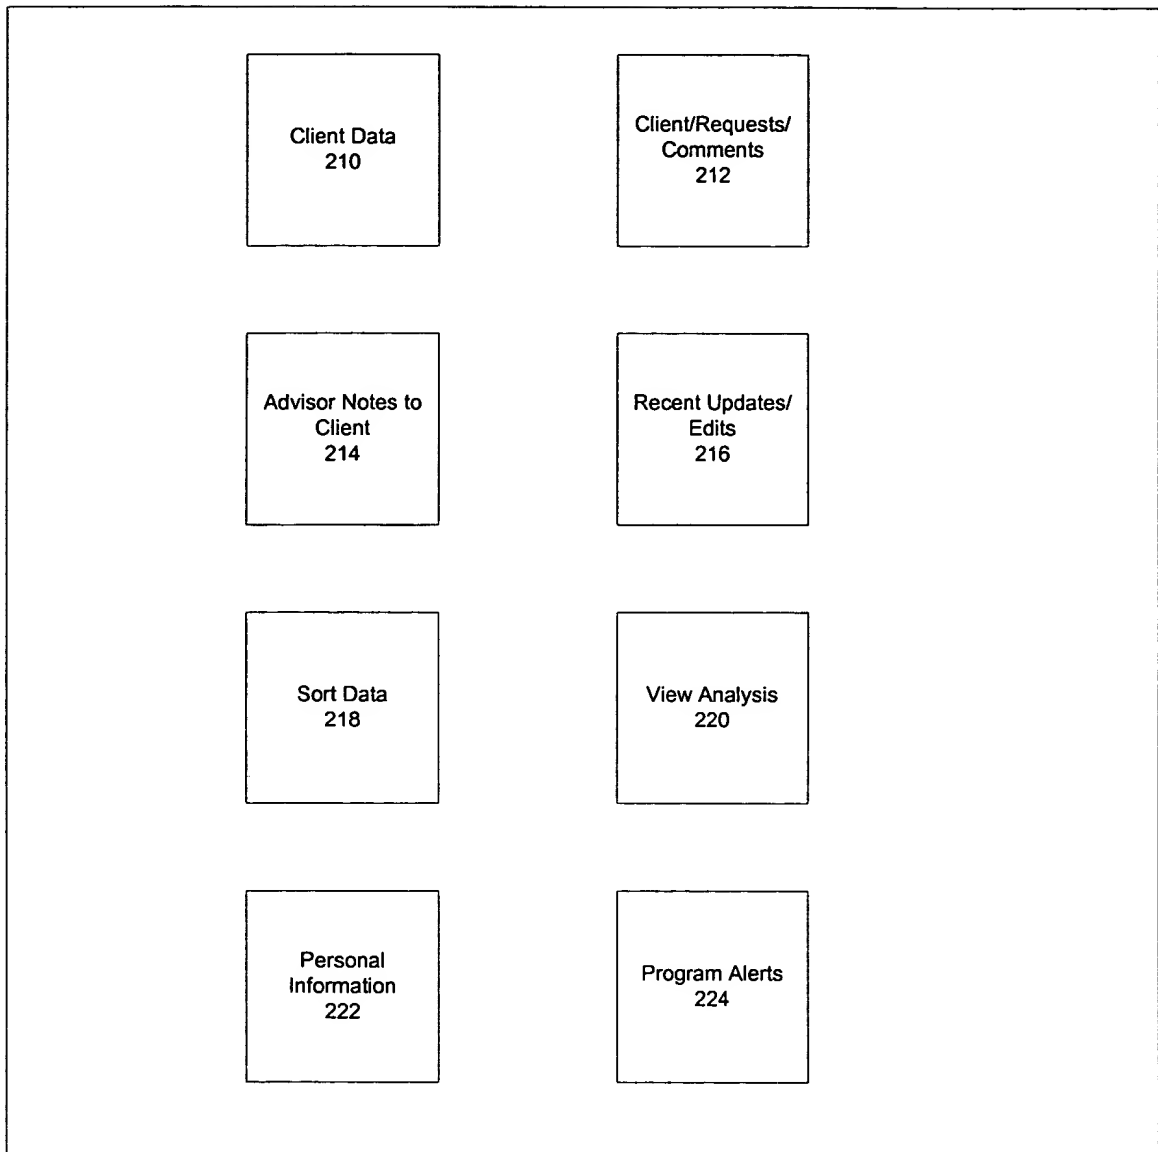 Client Data
210
Client/Requests/
Comments
212
Advisor Notes to
Client
214
Recent Updates/
Edits
216
Sort Data
218
View Analysis
220
Personal
Information
222
Program Alerts
224